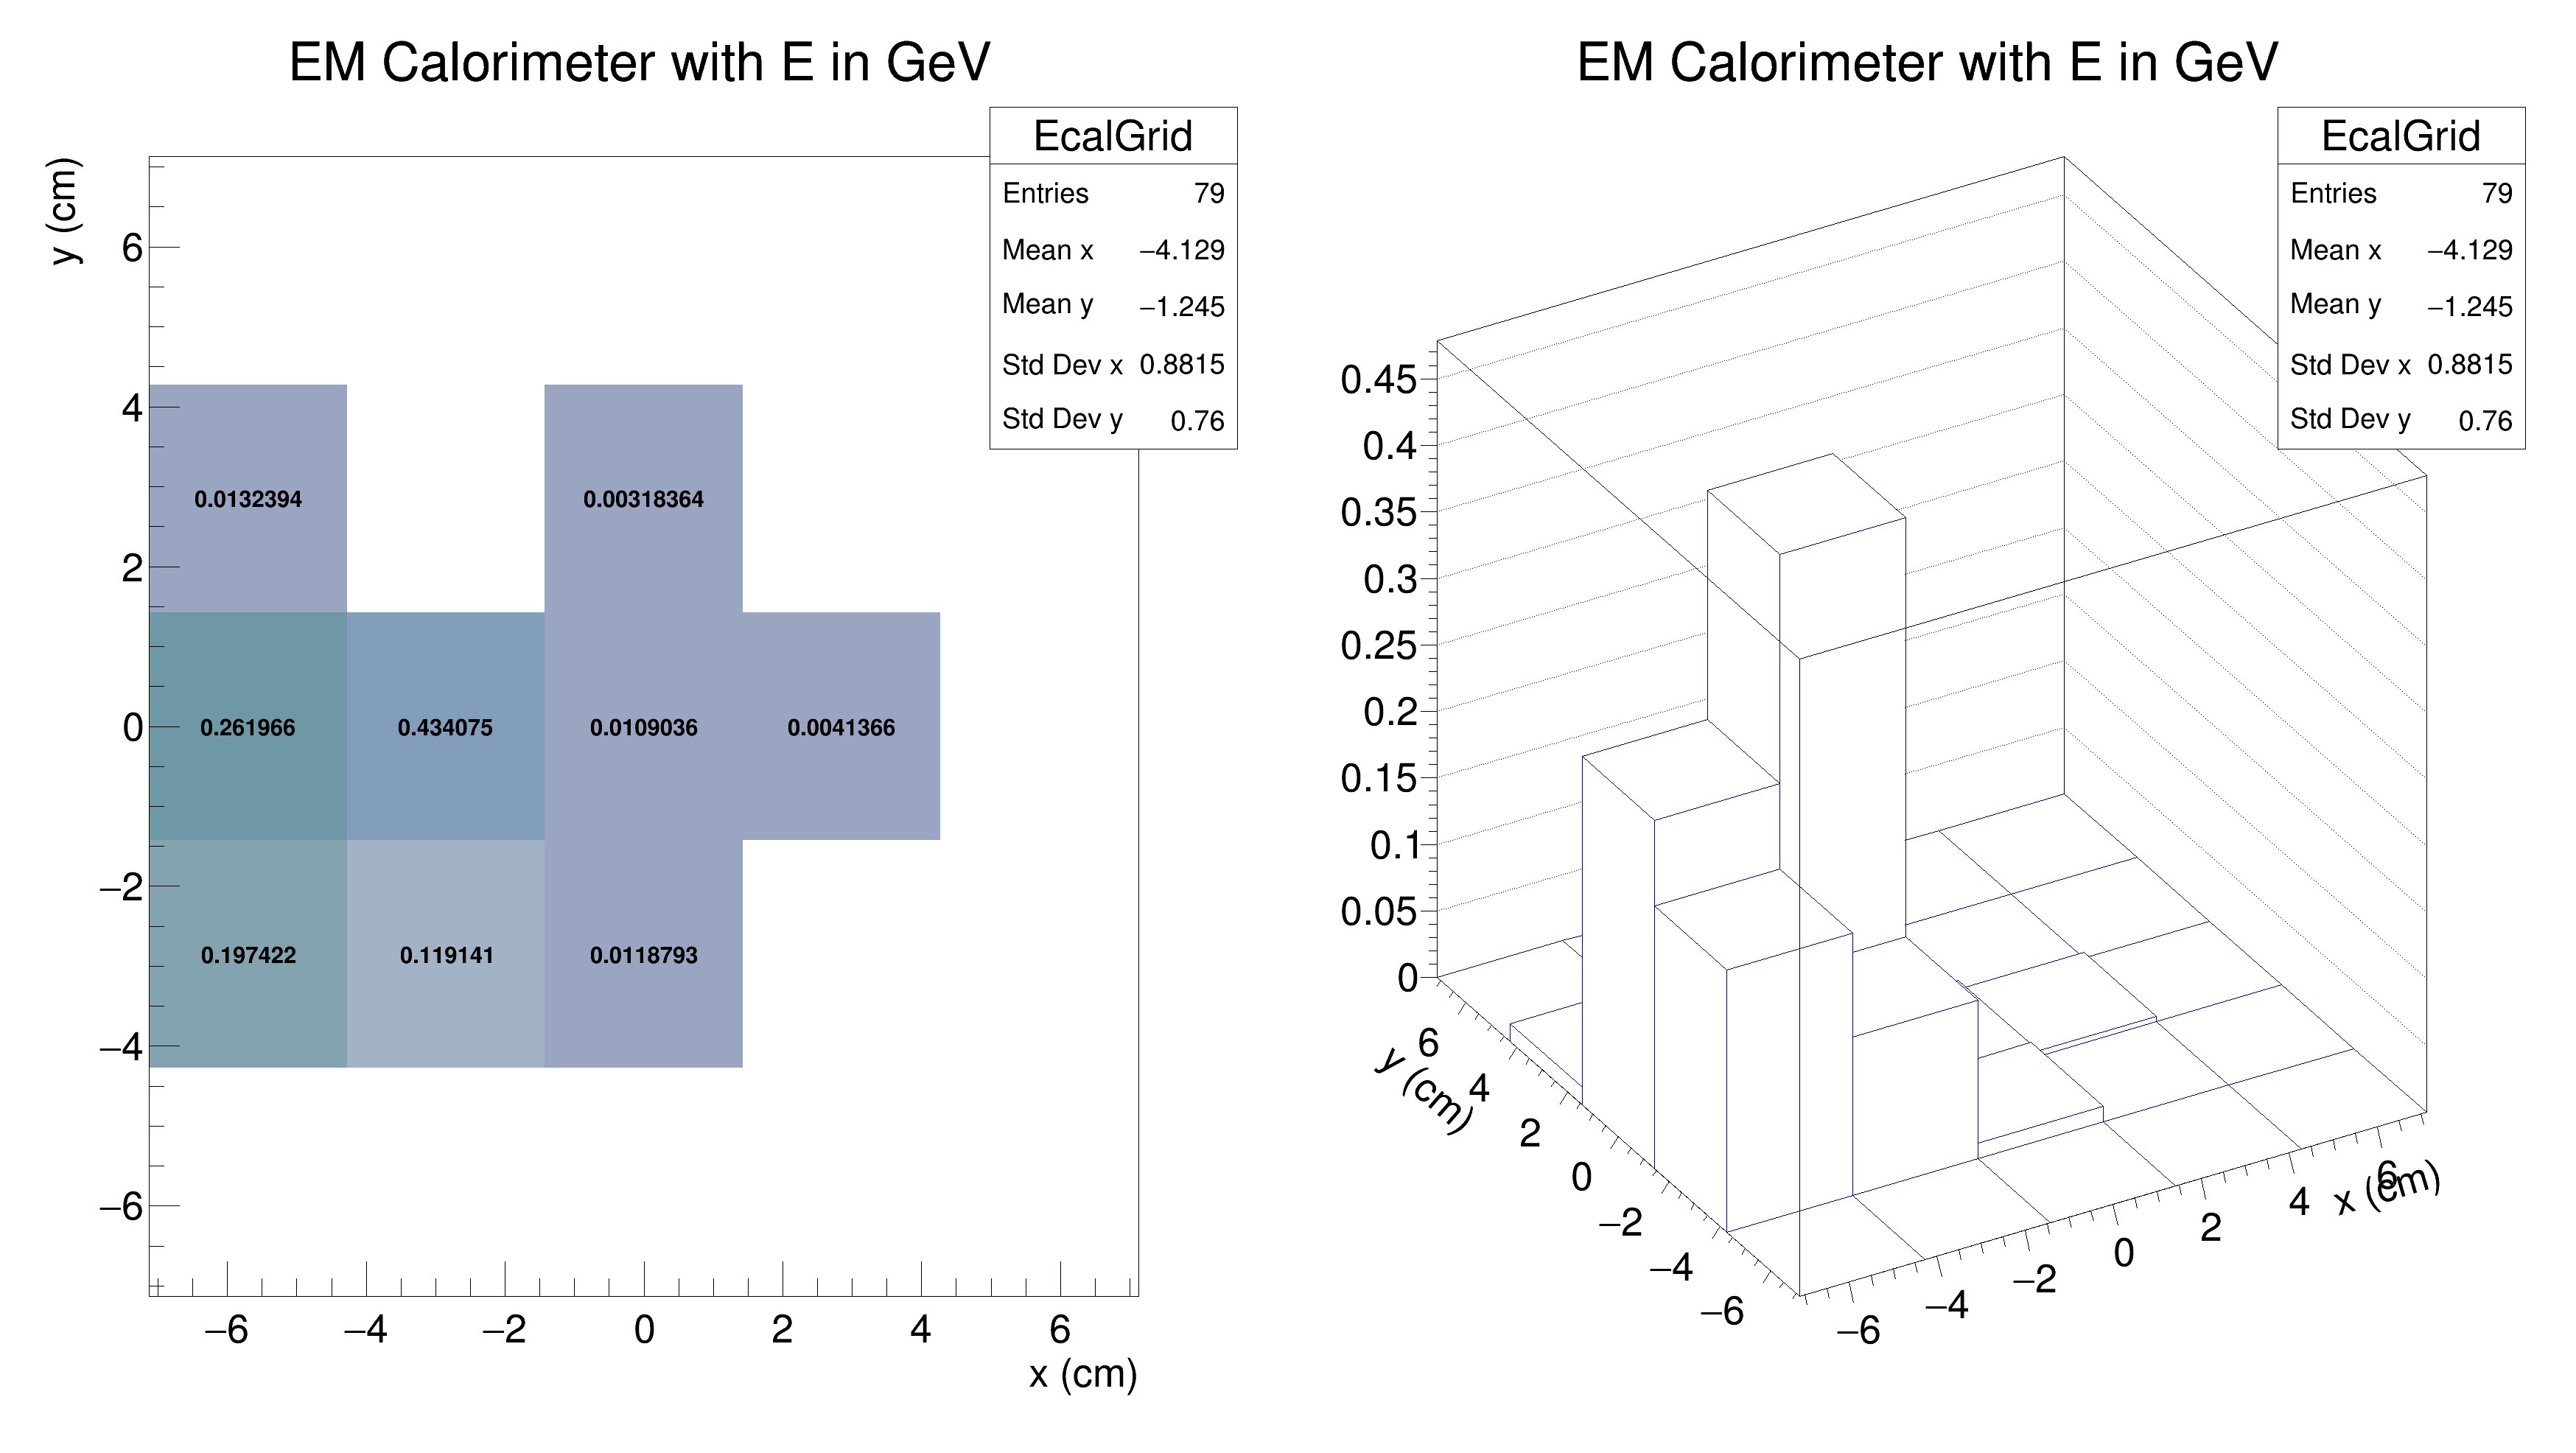 EM Calorimeter with E in GeV
EcalGrid
Entries 79
Mean x −4.129
Mean y −1.245
Std Dev x 0.8815
Std Dev y 0.76
y (cm)
6
4
2
0
−2
−4
−6
0.0132394 0.00318364
0.261966 0.434075 0.0109036 0.0041366
0.197422 0.119141 0.0118793
−6 −4 −2 0 2 4 6
x (cm)
EM Calorimeter with E in GeV
EcalGrid
Entries 79
Mean x −4.129
Mean y −1.245
Std Dev x 0.8815
Std Dev y 0.76
0.45
0.4
0.35
0.3
0.25
0.2
0.15
0.1
0.05
0
y (cm)
6
4
2
0
−2
−4
−6
−6 −4 −2 0 2 4 6
x (cm)